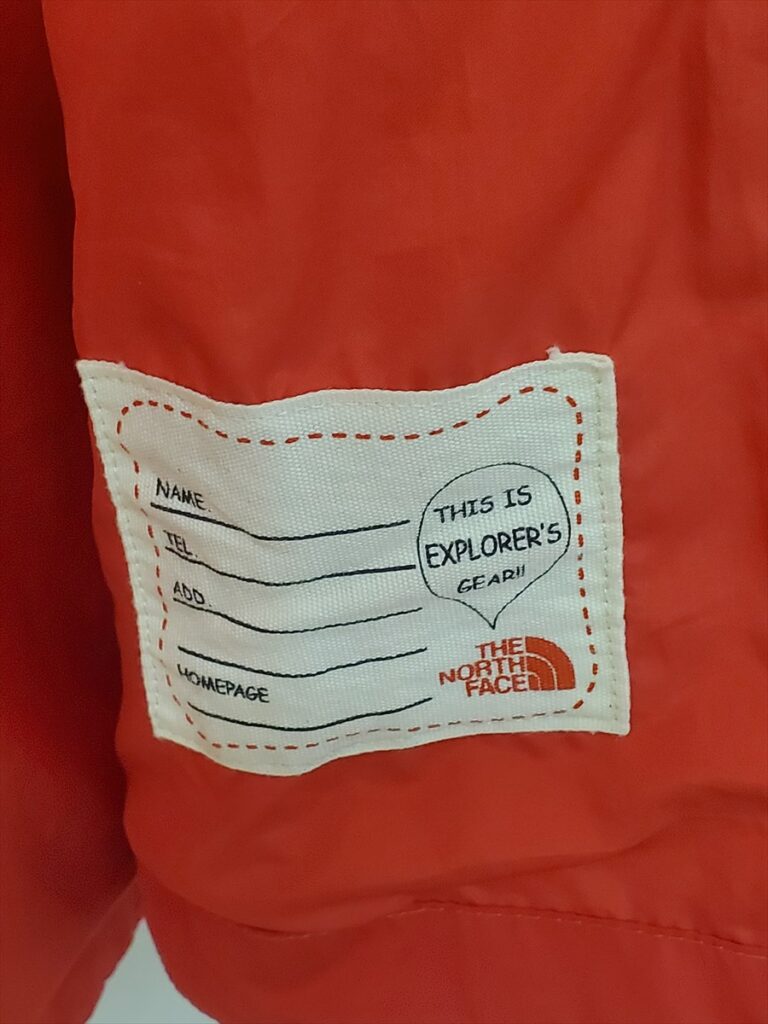 NAME.
TEL.
ADD.
HOMEPAGE
THIS IS
EXPLORER'S
GEAR!!
THE
NORTH
FACE